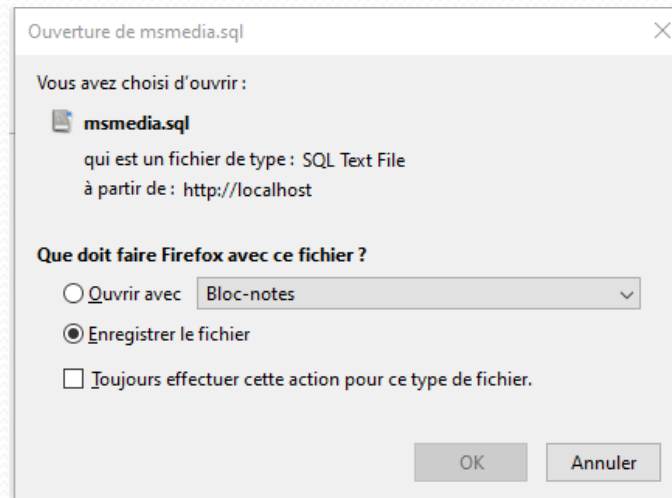 Ouverture de msmedia.sql
Vous avez choisi d'ouvrir :
msmedia.sql
qui est un fichier de type : SQL Text File
à partir de : http://localhost
Que doit faire Firefox avec ce fichier ?
Ouvrir avec Bloc-notes
Enregistrer le fichier
Toujours effectuer cette action pour ce type de fichier.
OK Annuler